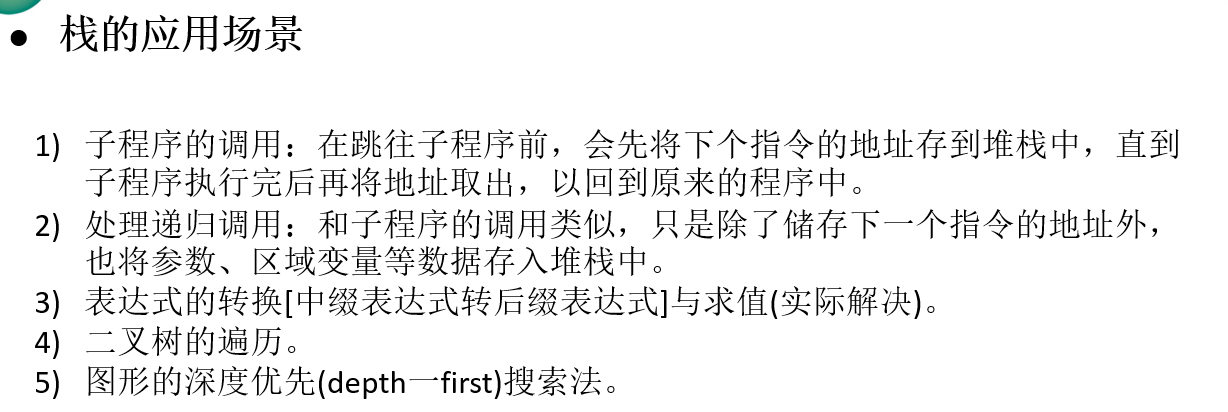 • 栈的应用场景
1) 子程序的调用：在跳往子程序前，会先将下个指令的地址存到堆栈中，直到
子程序执行完后再将地址取出，以回到原来的程序中。
2) 处理递归调用：和子程序的调用类似，只是除了储存下一个指令的地址外，
也将参数、区域变量等数据存入堆栈中。
3) 表达式的转换[中缀表达式转后缀表达式]与求值(实际解决)。
4) 二叉树的遍历。
5) 图形的深度优先(depth一first)搜索法。